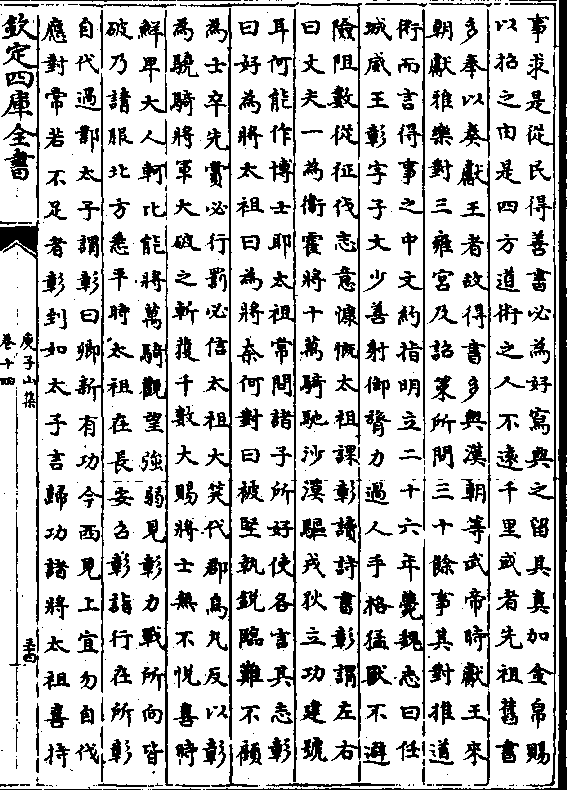 事求是從民得善書必為好寫與之留其真加金帛賜
以招之由是四方道術之人不遠千里或者先祖舊書
多奉以奏獻王者故得書多與漢朝等武帝時獻王來
朝獻雅樂對三雍宮及詔策所問三十餘事其對推道
術而言得事之中文約指明立二十六年薨魏志曰任
城威王彰字子文少善射御膂力過人手格猛獸不避
險阻數從征伐志意慷慨太祖課彰讀詩書彰謂左右
曰丈夫一為衛霍將十萬騎馳沙漠驅戎狄立功建號
耳何能作博士耶太祖常問諸子所好使各言其志彰
曰好為將太祖曰為將奈何對曰被堅執銳臨難不顧
為士卒先賞必行罰必信太祖大笑代郡烏丸反以彰
為驍騎將軍大破之斬獲千數大賜將士無不悅喜時
鮮卑大人軻比能將萬騎觀望強弱見彰力戰所向皆
破乃請服北方悉平時太祖在長安召彰詣行在所彰
自代過鄴太子謂彰曰卿新有功今西見上宜勿自伐
應對常若不足者彰到如太子言歸功諸將太祖喜持
欽定四庫全書
庾子山集
卷十四